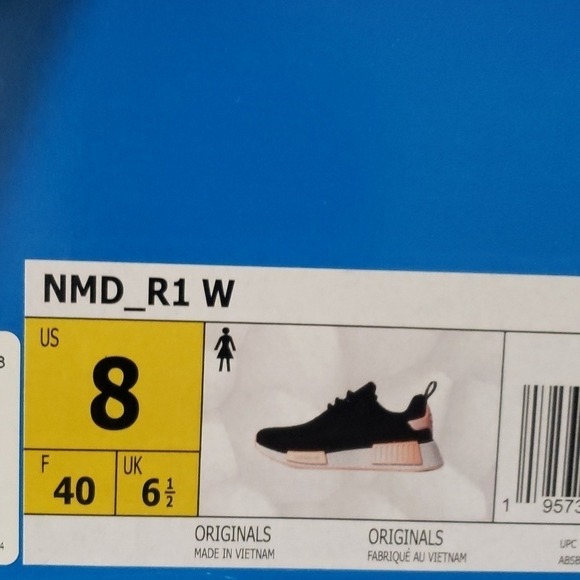 NMD_R1 W
US
8
F
40
UK
6½
ORIGINALS
MADE IN VIETNAM
ORIGINALS
FABRIQUÉ AU VIETNAM
1 9573
UPC